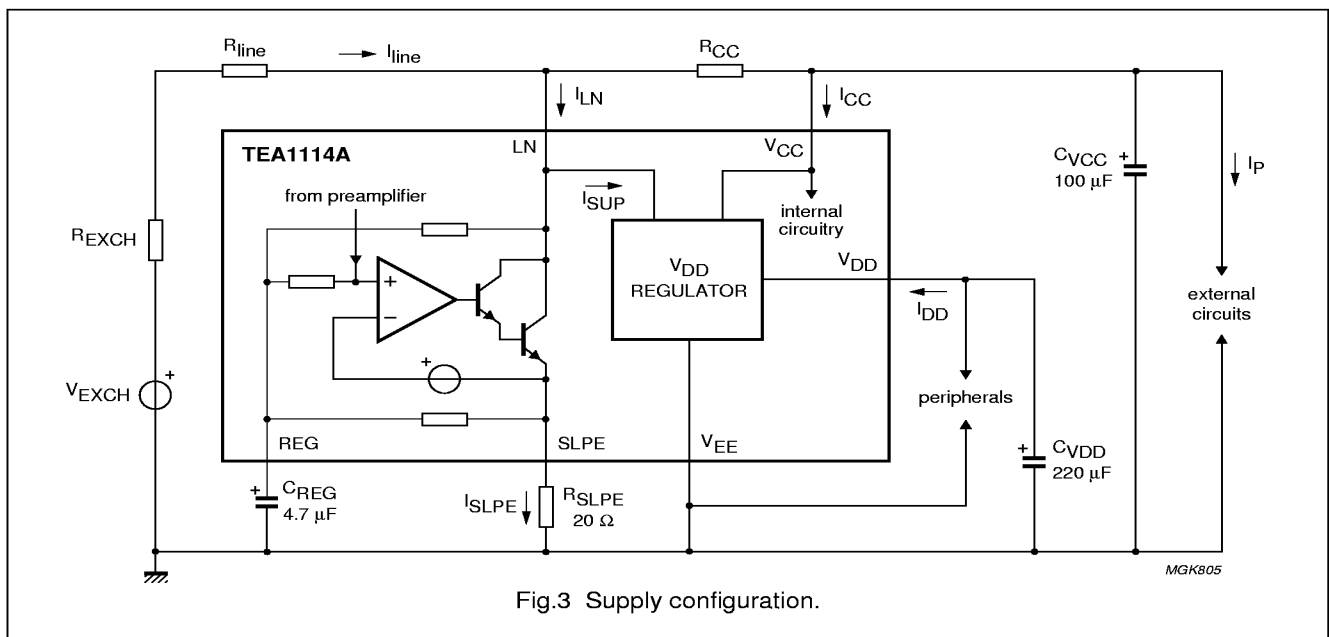 Rline
Iline
RCC
ILN
ICC
TEA1114A
LN
VCC
CVCC
100 µF
IP
from preamplifier
ISUP
internal
circuitry
REXCH
VDD
REGULATOR
VDD
IDD
external
circuits
+
−
+
+
+
+
+
+
VEXCH
peripherals
REG
SLPE
VEE
CVDD
220 µF
CREG
4.7 µF
ISLPE
RSLPE
20 Ω
MGK805
Fig.3 Supply configuration.